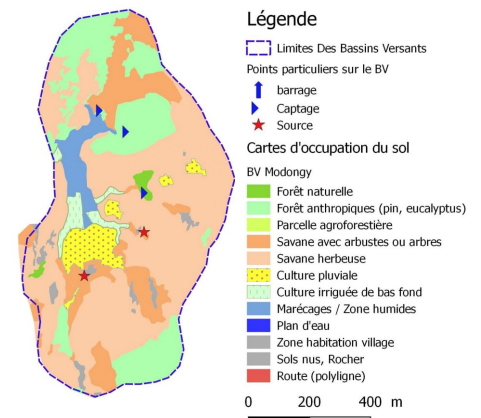 Légende
Limites Des Bassins Versants
Points particuliers sur le BV
barrage
Captage
Source
Cartes d'occupation du sol
BV Modongy
Forêt naturelle
Forêt anthropiques (pin, eucalyptus)
Parcelle agroforestière
Savane avec arbustes ou arbres
Savane herbeuse
Culture pluviale
Culture irriguée de bas fond
Marécages / Zone humides
Plan d'eau
Zone habitation village
Sols nus, Rocher
Route (polyligne)
0 200 400 m